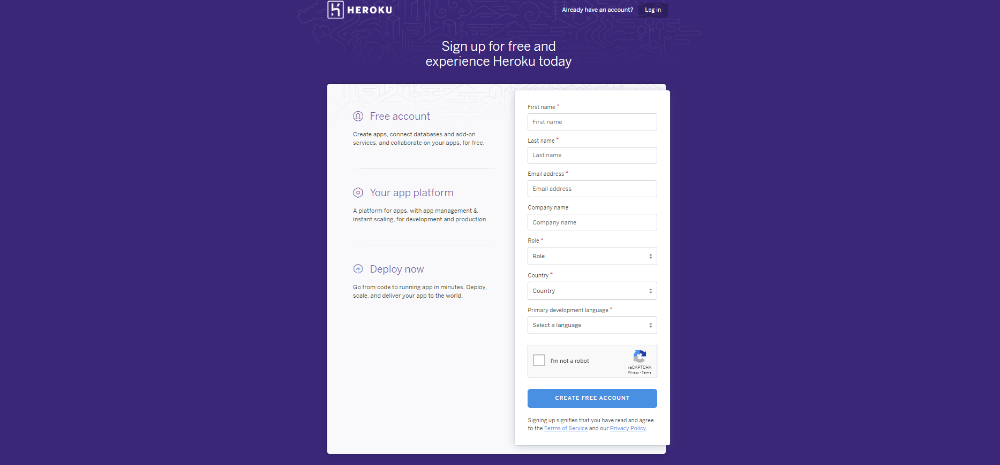 HEROKU
Already have an account? Log in
Sign up for free and
experience Heroku today
Free account
Create apps, connect databases and add-on
services, and collaborate on your apps, for free.
Your app platform
A platform for apps, with app management &
instant scaling, for development and production.
Deploy now
Go from code to running app in minutes. Deploy,
scale, and deliver your app to the world.
First name *
First name
Last name *
Last name
Email address *
Email address
Company name
Company name
Role *
Role
Country *
Country
Primary development language *
Select a language
I'm not a robot
reCAPTCHA
Privacy - Terms
CREATE FREE ACCOUNT
Signing up signifies that you have read and agree
to the Terms of Service and our Privacy Policy.